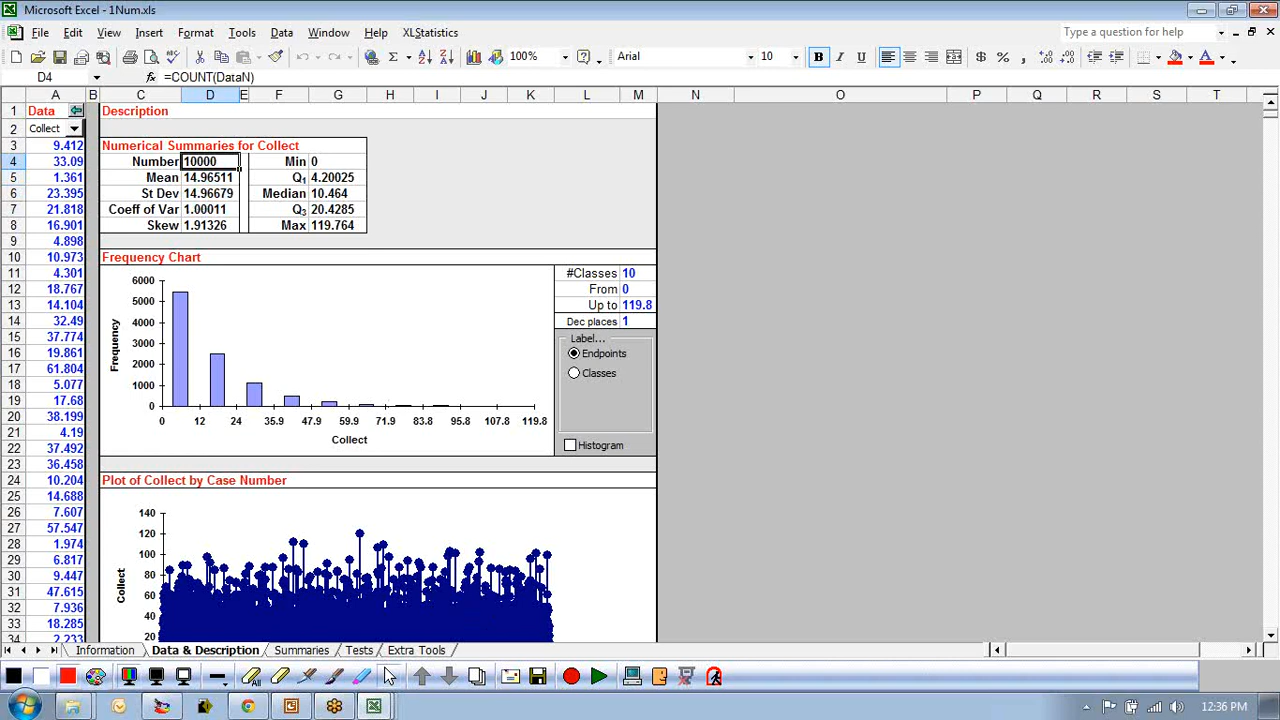 Microsoft Excel - 1Num.xls
File Edit View Insert Format Tools Data Window Help XLStatistics
Type a question for help
100% Arial 10 B I U $ %
D4 fx =COUNT(DataN)
A B C D E F G H I J K L M N O P Q R S T
1 Data Description
2 Collect
3 9.412 Numerical Summaries for Collect
4 33.09 Number 10000 Min 0
5 1.361 Mean 14.96511 Q1 4.20025
6 23.395 St Dev 14.96679 Median 10.464
7 21.818 Coeff of Var 1.00011 Q3 20.4285
8 16.901 Skew 1.91326 Max 119.764
9 4.898
10 10.973 Frequency Chart
11 4.301 #Classes 10
12 18.767 From 0
13 14.104 Up to 119.8
14 32.49 Dec places 1
15 37.774 Label...
16 19.861 Endpoints
17 61.804 Classes
18 5.077
19 17.68
20 38.199
21 4.19
22 37.492 Histogram
23 36.458
24 10.204 Plot of Collect by Case Number
25 14.688
26 7.607
27 57.547
28 1.974
29 6.817
30 9.447
31 47.615
32 7.936
33 18.285
34 2.233
Frequency
6000
5000
4000
3000
2000
1000
0
0 12 24 35.9 47.9 59.9 71.9 83.8 95.8 107.8 119.8
Collect
Collect
140
120
100
80
60
40
20
Information Data & Description Summaries Tests Extra Tools
All
12:36 PM